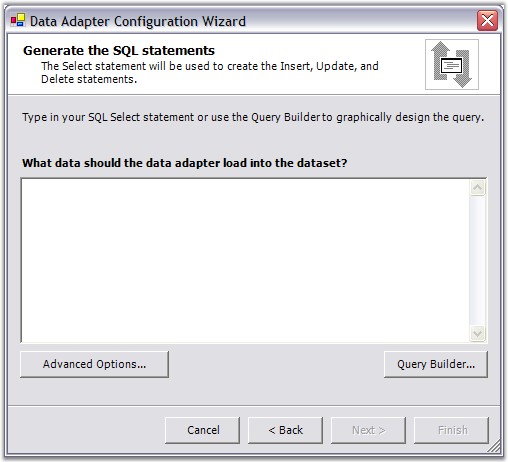 Data Adapter Configuration Wizard
Generate the SQL statements
The Select statement will be used to create the Insert, Update, and
Delete statements.
Type in your SQL Select statement or use the Query Builder to graphically design the query.
What data should the data adapter load into the dataset?
Advanced Options...
Query Builder...
Cancel
< Back
Next >
Finish